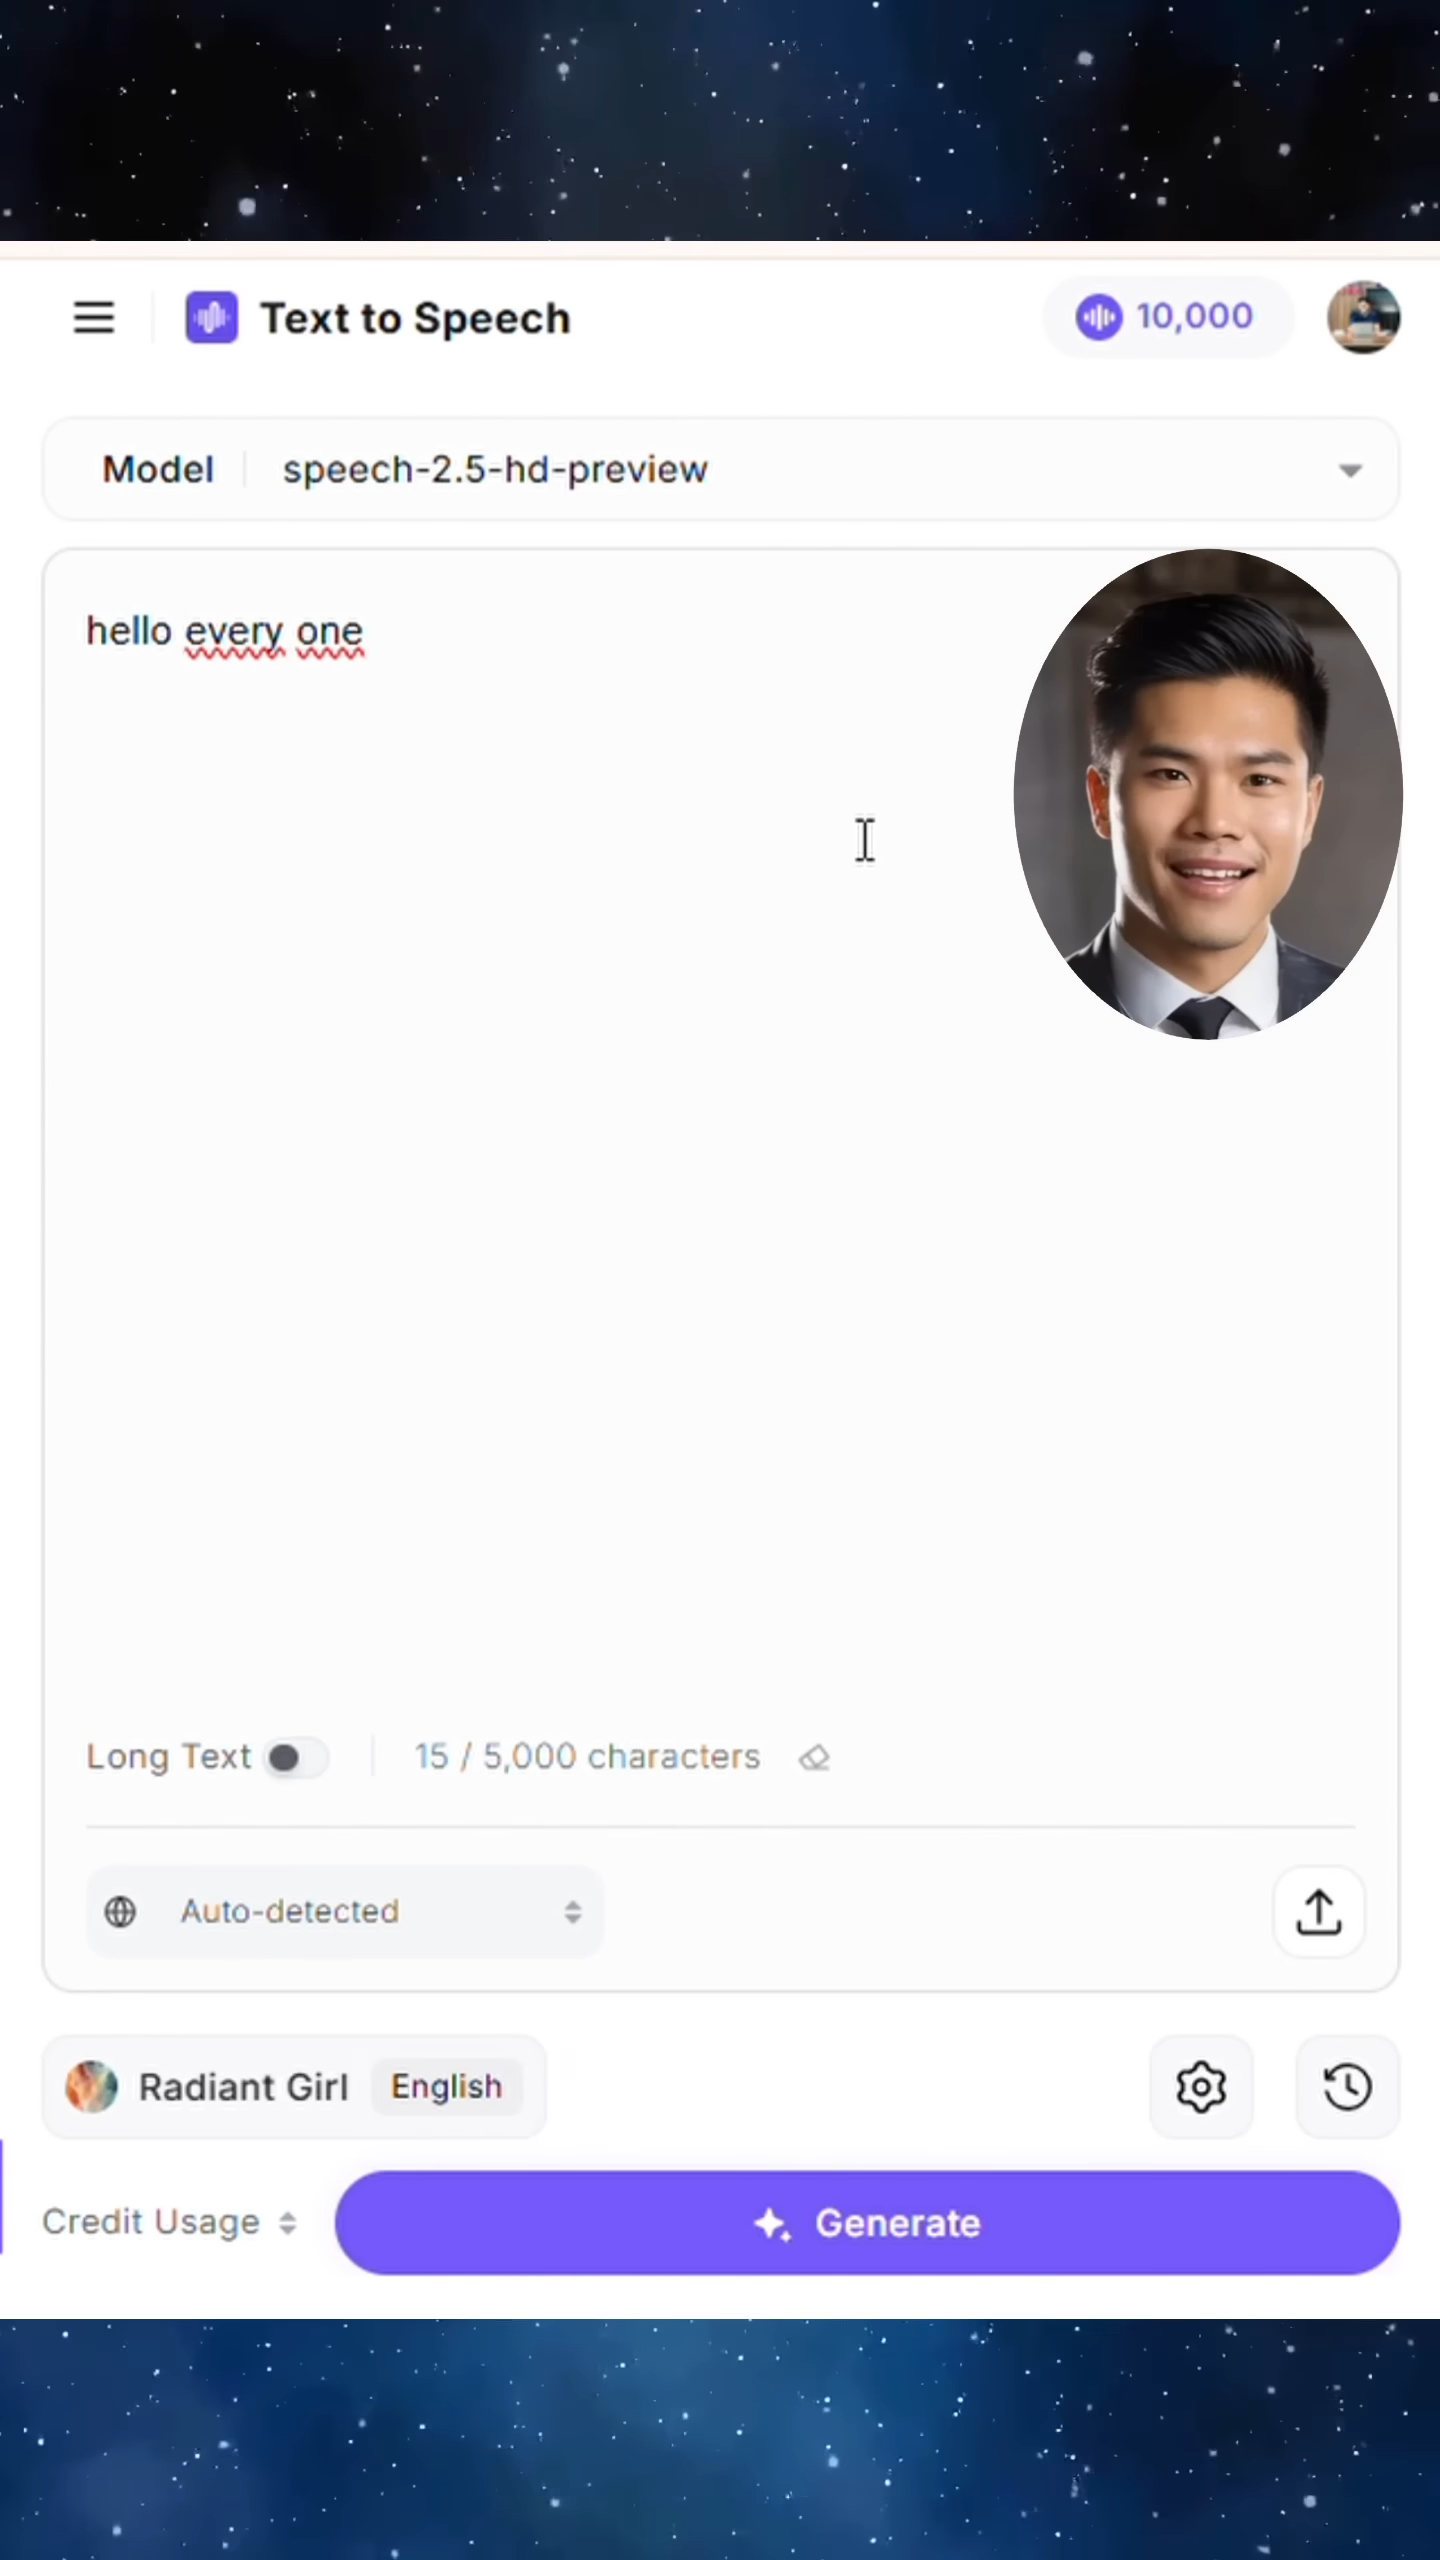 Text to Speech
10,000
Model
speech-2.5-hd-preview
hello every one
Long Text
15 / 5,000 characters
Auto-detected
Radiant Girl
English
Credit Usage
Generate